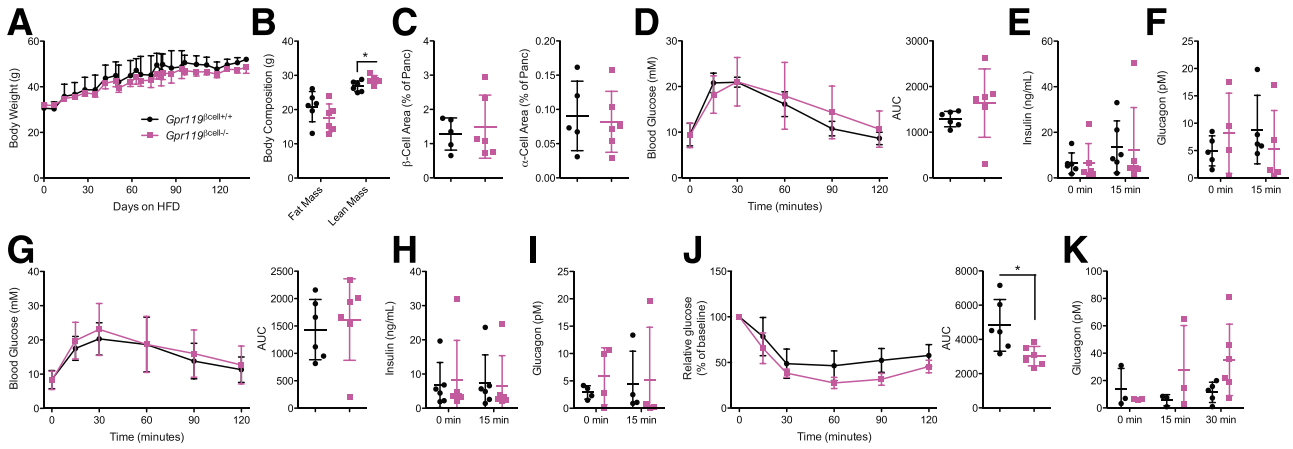 A
Body Weight (g)
60
40
20
0
0
30
60
90
120
Gpr119βcell+/+
Gpr119βcell-/-
Days on HFD
B
Body Composition (g)
40
30
20
10
0
*
Fat Mass
Lean Mass
C
β-Cell Area (% of Panc)
4
3
2
1
0
α-Cell Area (% of Panc)
0.20
0.15
0.10
0.05
0.00
D
Blood Glucose (mM)
30
20
10
0
0
30
60
90
120
Time (minutes)
AUC
3000
2000
1000
0
E
Insulin (ng/mL)
60
40
20
0
0 min
15 min
F
Glucagon (pM)
25
20
15
10
5
0
0 min
15 min
G
Blood Glucose (mM)
40
30
20
10
0
0
30
60
90
120
Time (minutes)
AUC
2500
2000
1500
1000
500
0
H
Insulin (ng/mL)
40
30
20
10
0
0 min
15 min
I
Glucagon (pM)
25
20
15
10
5
0
0 min
15 min
J
Relative glucose
(% of baseline)
150
100
50
0
0
30
60
90
120
Time (minutes)
AUC
8000
6000
4000
2000
0
*
K
Glucagon (pM)
100
80
60
40
20
0
0 min
15 min
30 min